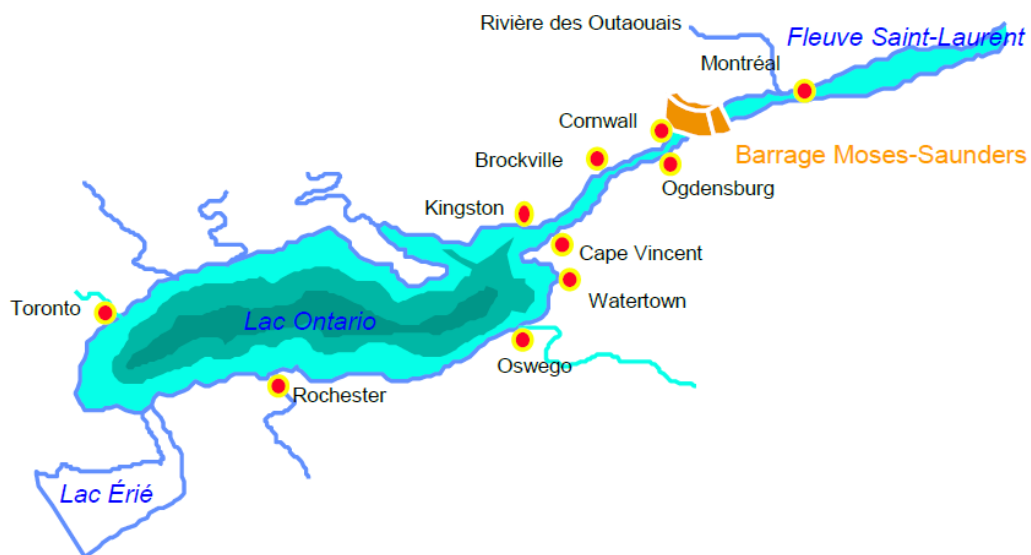 Rivière des Outaouais
Fleuve Saint-Laurent
Montréal
Cornwall
Barrage Moses-Saunders
Brockville
Ogdensburg
Kingston
Cape Vincent
Watertown
Toronto
Lac Ontario
Oswego
Rochester
Lac Érié